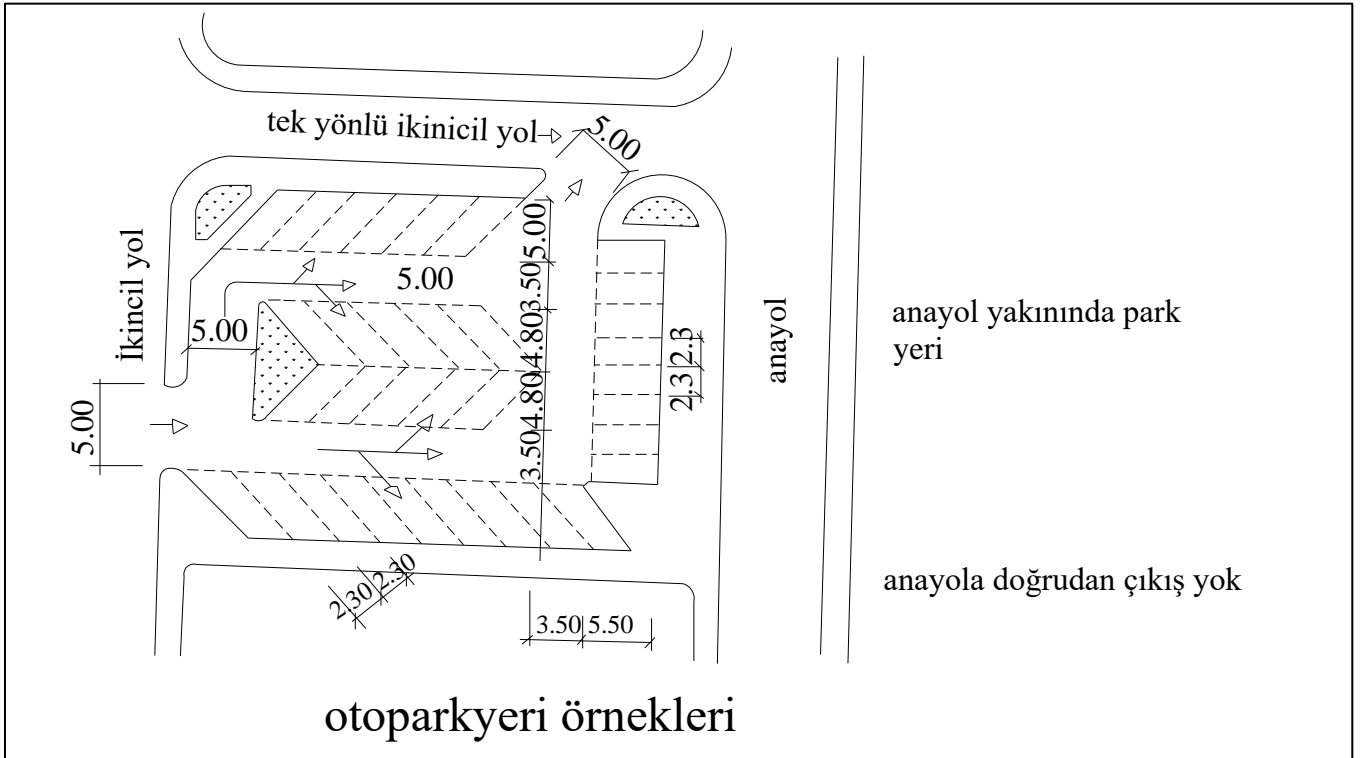 tek yönlü ikinicil yol
5.00
İkincil yol
5.00
3.50
4.80
4.80
3.50
5.00
5.00
5.00
2.3
2.3
anayol
anayol yakınında park
yeri
2.30
2.30
3.50
5.50
anayola doğrudan çıkış yok
otoparkyeri örnekleri